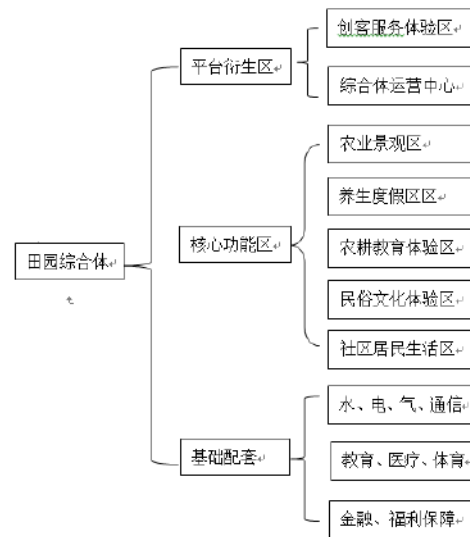 创客服务体验区
平台衍生区
综合体运营中心
农业景观区
养生度假区区
核心功能区
农耕教育体验区
田园综合体
民俗文化体验区
社区居民生活区
水、电、气、通信
基础配套
教育、医疗、体育
金融、福利保障